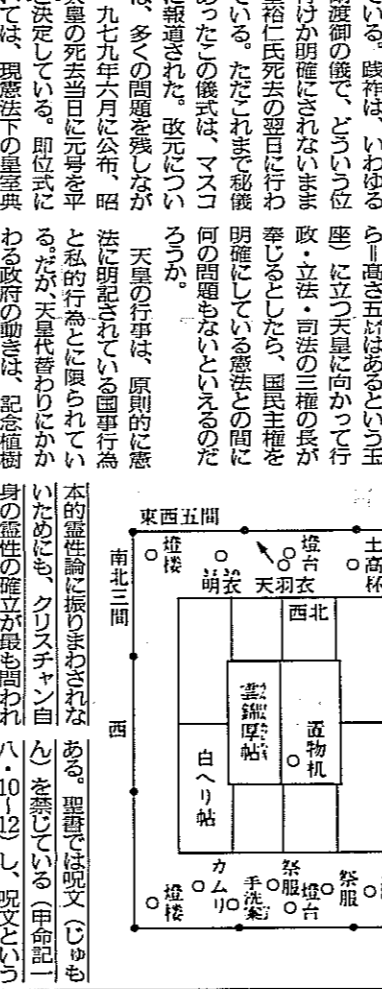 ている。践祚は、いわゆる
剣渡御の儀で、どういう位
付けか明確にされないまま
裕仁氏死去の翌日に行わ
ている。ただこれまで秘儀
あったこの儀式は、マスコ
に報道された。改元につい
は、多くの問題を残しなが
九七九年六月に公布、昭
天皇の死去当日に元号を平
と決定している。即位式に
いては、現憲法下の皇室典
ら＝高さ五㍍はあるという玉
座）に立つ天皇に向かって行
政・立法・司法の三権の長が
奉じるとしたら、国民主権を
明確にしている憲法との間に
何の問題もないといえるのだ
ろうか。
天皇の行事は、原則的に憲
法に明記されている国事行為
と私的行為とに限られてい
る。だが、天皇代替わりにかか
わる政府の動きは、記念植樹
東西五間
南北三間
西
燈楼
燈台
天羽衣
土高杯
西北
置物机
白へり帖
燈楼
カムリ
手洗案
祭服
燈台
祭服
本的霊性論に振りまわされな
いためにも、クリスチャン自
身の霊性の確立が最も問われ
ある。聖書では呪文（じゅも
ん）を禁じている（申命記一
八・10〜12）し、呪文という